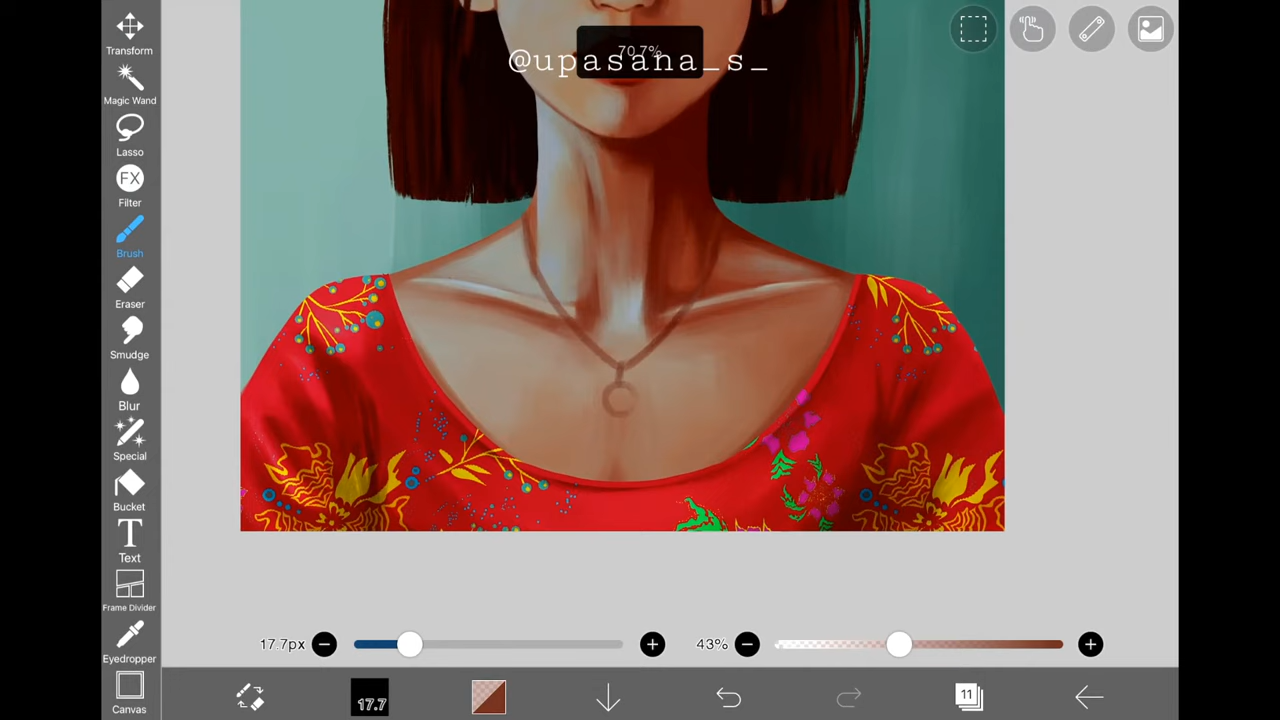 Transform
Magic Wand
Lasso
FX
Filter
Brush
Eraser
Smudge
Blur
Special
Bucket
T
Text
Frame Divider
Eyedropper
Canvas
70.7%
@upasana_s_
17.7px
43%
17.7
11